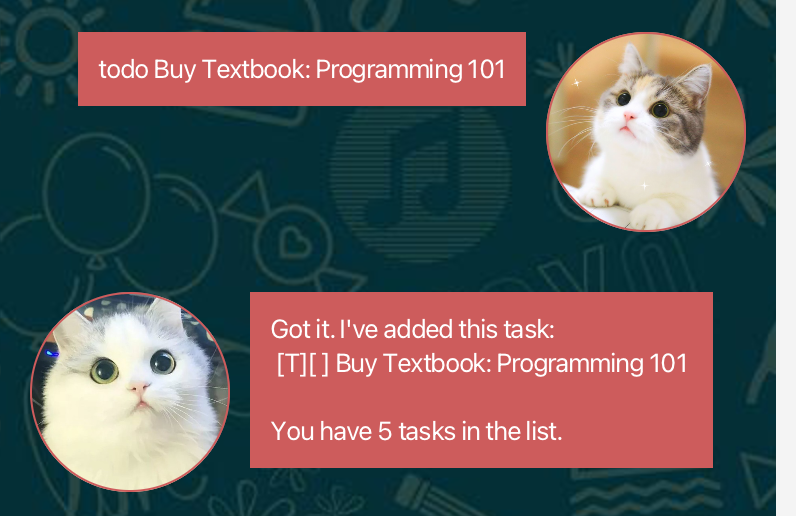 todo Buy Textbook: Programming 101
Got it. I've added this task:
[T][ ] Buy Textbook: Programming 101
You have 5 tasks in the list.